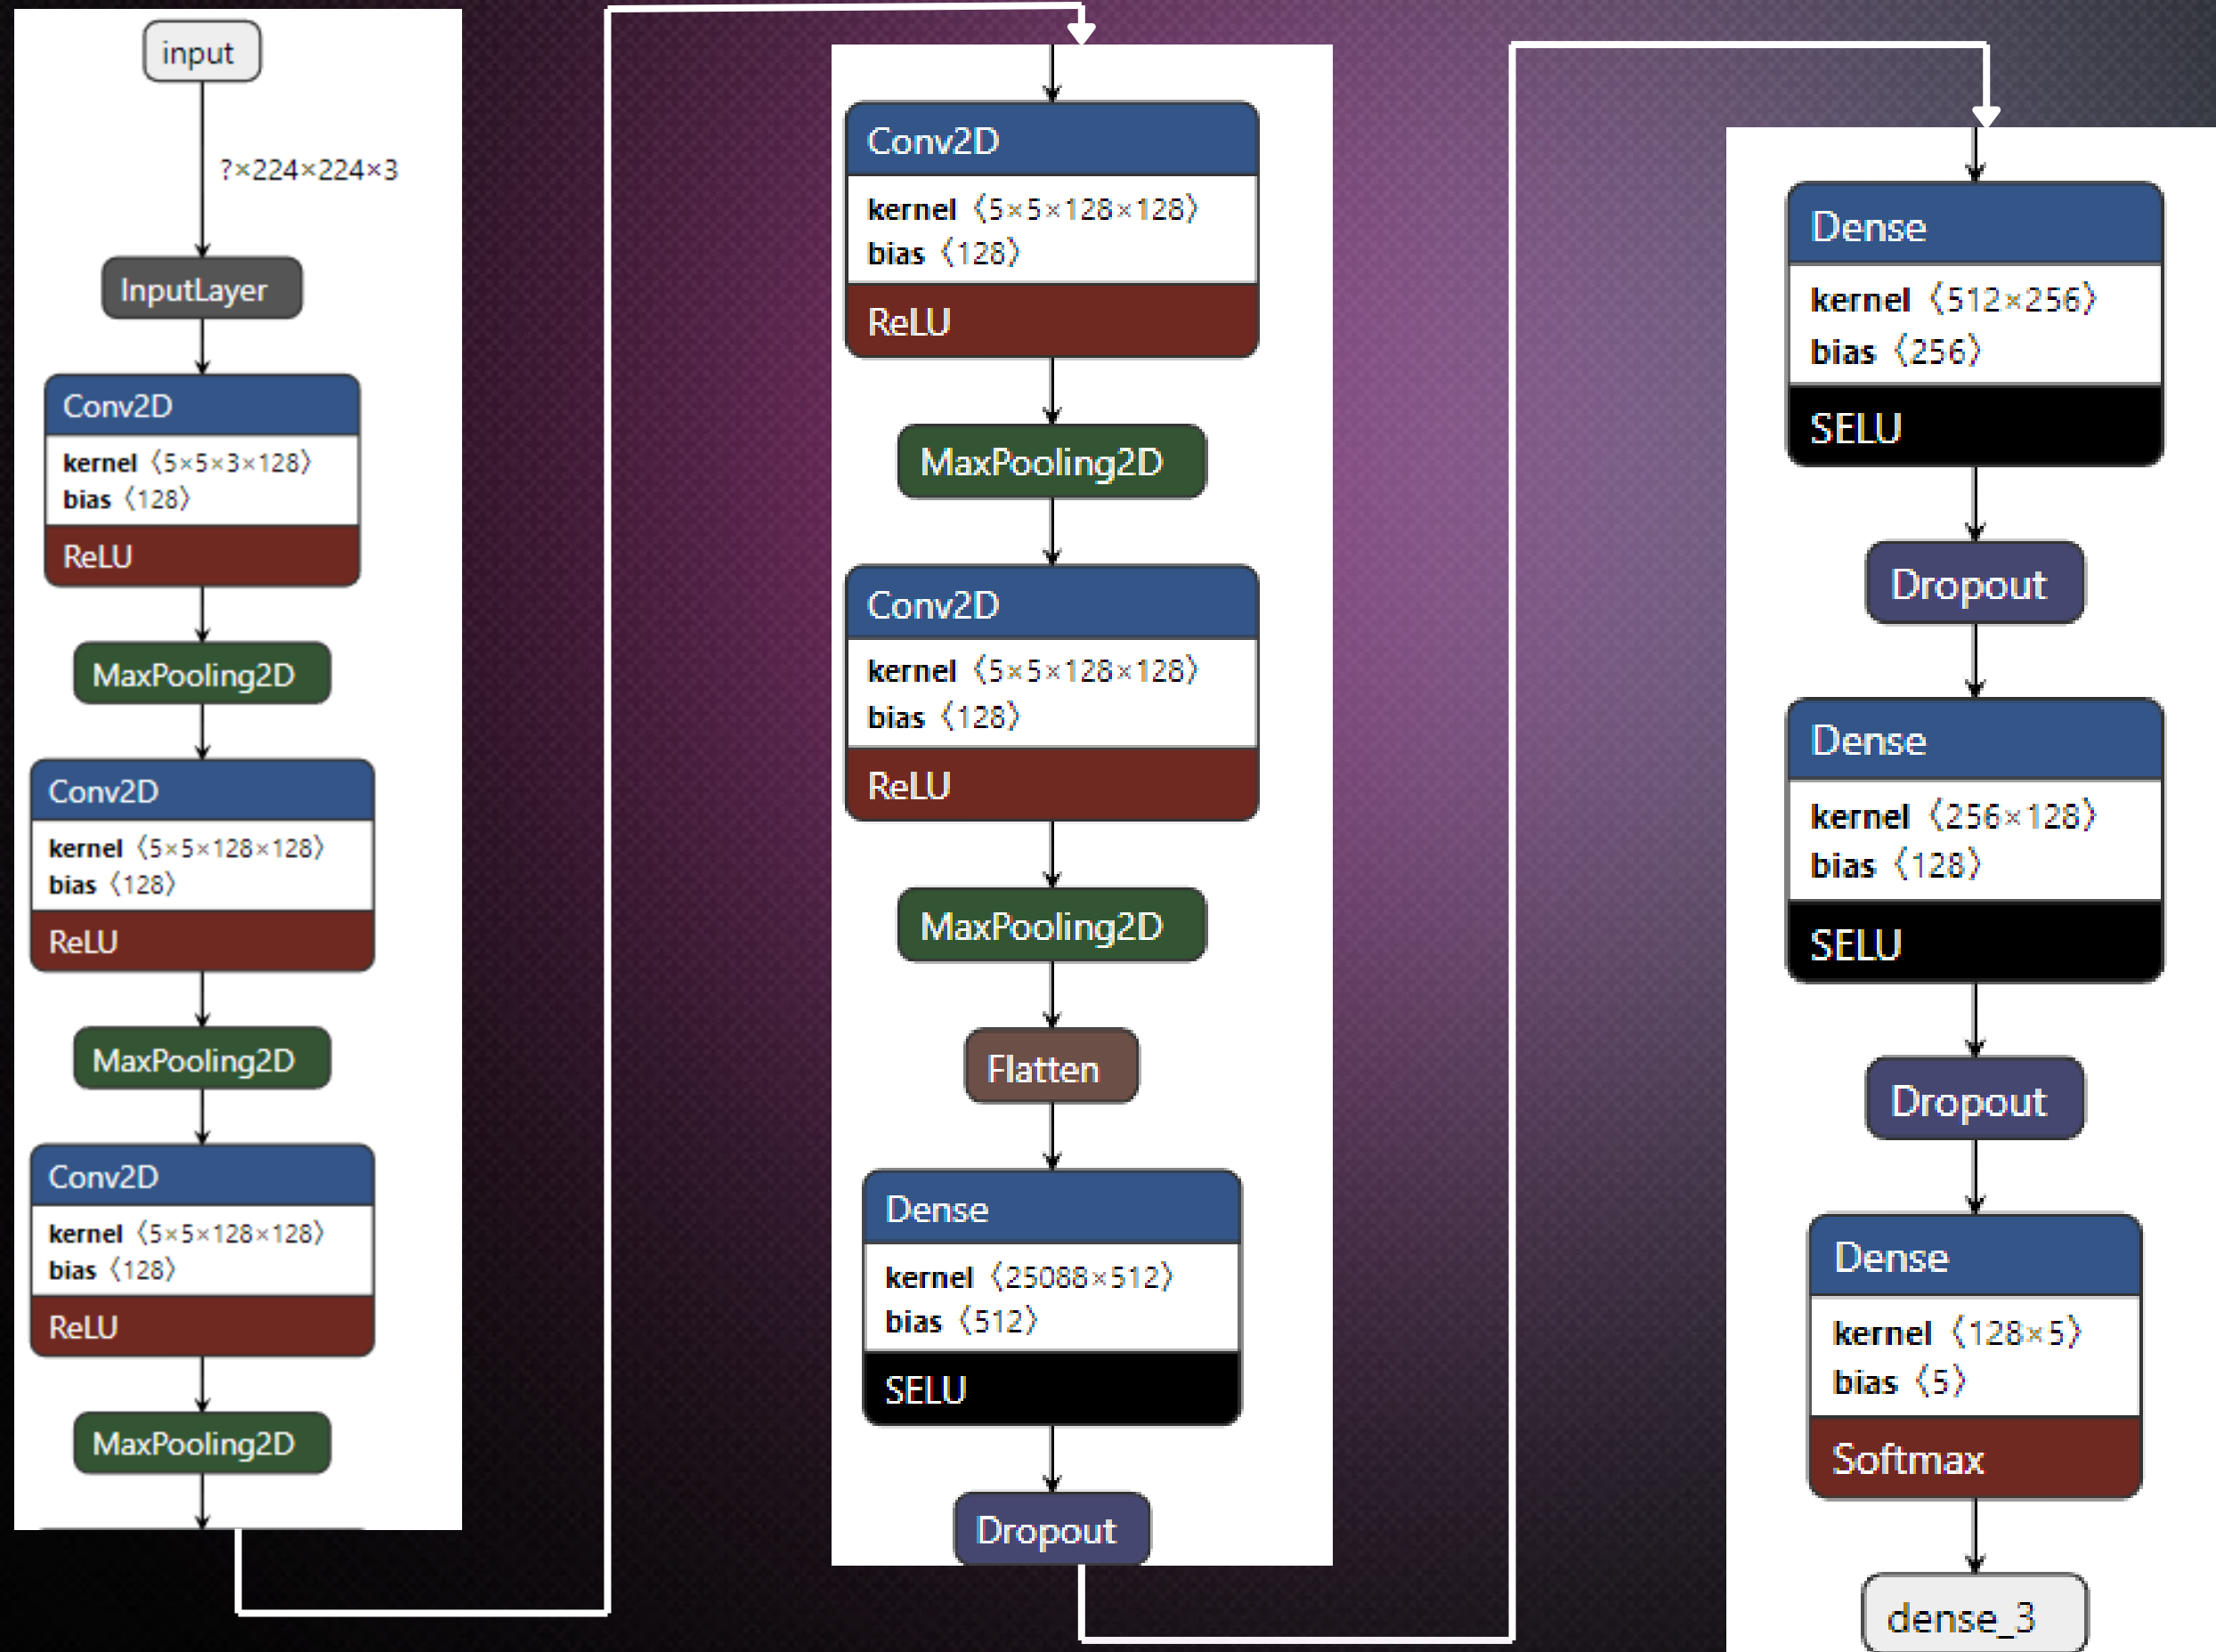 input
?×224×224×3
InputLayer
Conv2D
kernel ⟨5×5×3×128⟩
bias ⟨128⟩
ReLU
MaxPooling2D
Conv2D
kernel ⟨5×5×128×128⟩
bias ⟨128⟩
ReLU
MaxPooling2D
Conv2D
kernel ⟨5×5×128×128⟩
bias ⟨128⟩
ReLU
MaxPooling2D
Conv2D
kernel ⟨5×5×128×128⟩
bias ⟨128⟩
ReLU
MaxPooling2D
Conv2D
kernel ⟨5×5×128×128⟩
bias ⟨128⟩
ReLU
MaxPooling2D
Flatten
Dense
kernel ⟨25088×512⟩
bias ⟨512⟩
SELU
Dropout
Dense
kernel ⟨512×256⟩
bias ⟨256⟩
SELU
Dropout
Dense
kernel ⟨256×128⟩
bias ⟨128⟩
SELU
Dropout
Dense
kernel ⟨128×5⟩
bias ⟨5⟩
Softmax
dense_3